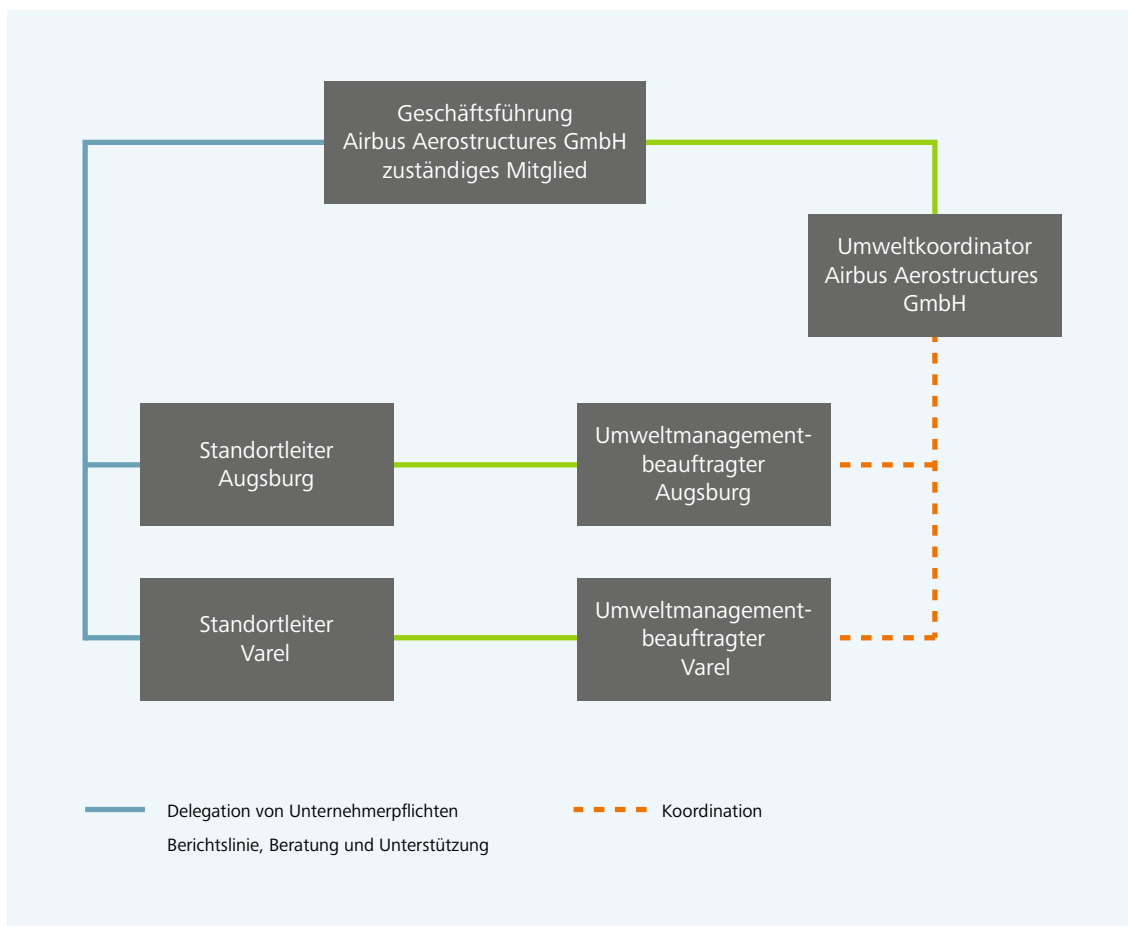 Geschäftsführung
Airbus Aerostructures GmbH
zuständiges Mitglied
Umweltkoordinator
Airbus Aerostructures
GmbH
Standortleiter
Augsburg
Umweltmanagement-
beauftragter
Augsburg
Standortleiter
Varel
Umweltmanagement-
beauftragter
Varel
Delegation von Unternehmerpflichten
Berichtslinie, Beratung und Unterstützung
Koordination